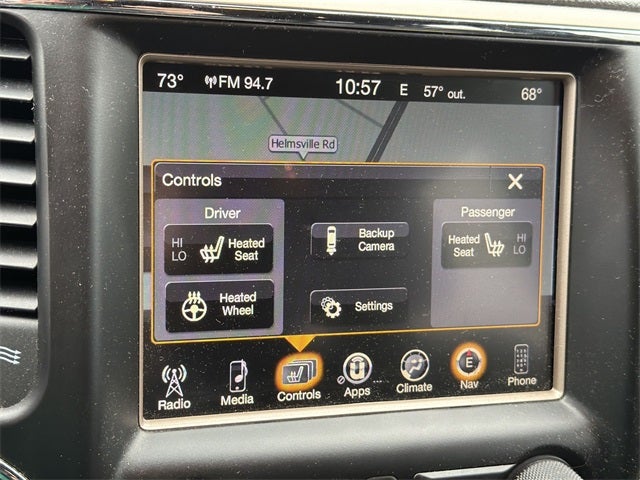 73° FM 94.7 10:57 E 57° out. 68°
Helmsville Rd
Controls X
Driver
HI
LO
Heated
Seat
Heated
Wheel
Backup
Camera
Settings
Passenger
Heated
Seat
HI
LO
Radio Media Controls Apps Climate E Nav Phone